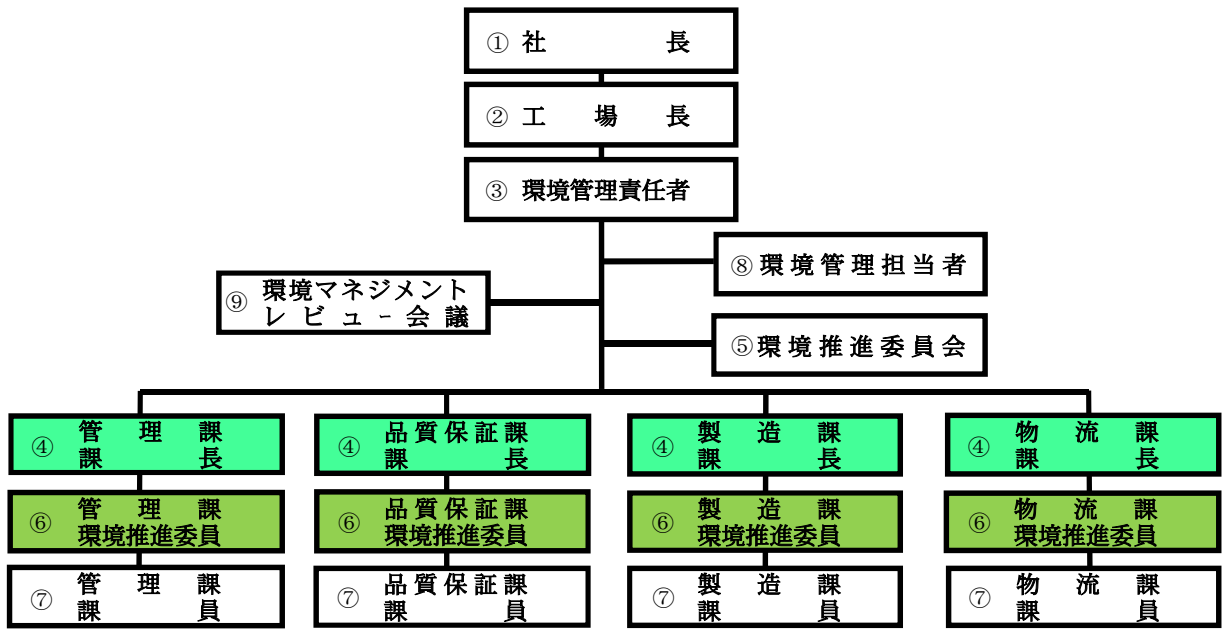 ① 社長
② 工場長
③ 環境管理責任者
⑧ 環境管理担当者
⑨ 環境マネジメント
レビュ-会議
⑤ 環境推進委員会
④ 管理課
課長
④ 品質保証課
課長
④ 製造課
課長
④ 物流課
課長
⑥ 管理課
環境推進委員
⑥ 品質保証課
環境推進委員
⑥ 製造課
環境推進委員
⑥ 物流課
環境推進委員
⑦ 管理課
課員
⑦ 品質保証課
課員
⑦ 製造課
課員
⑦ 物流課
課員